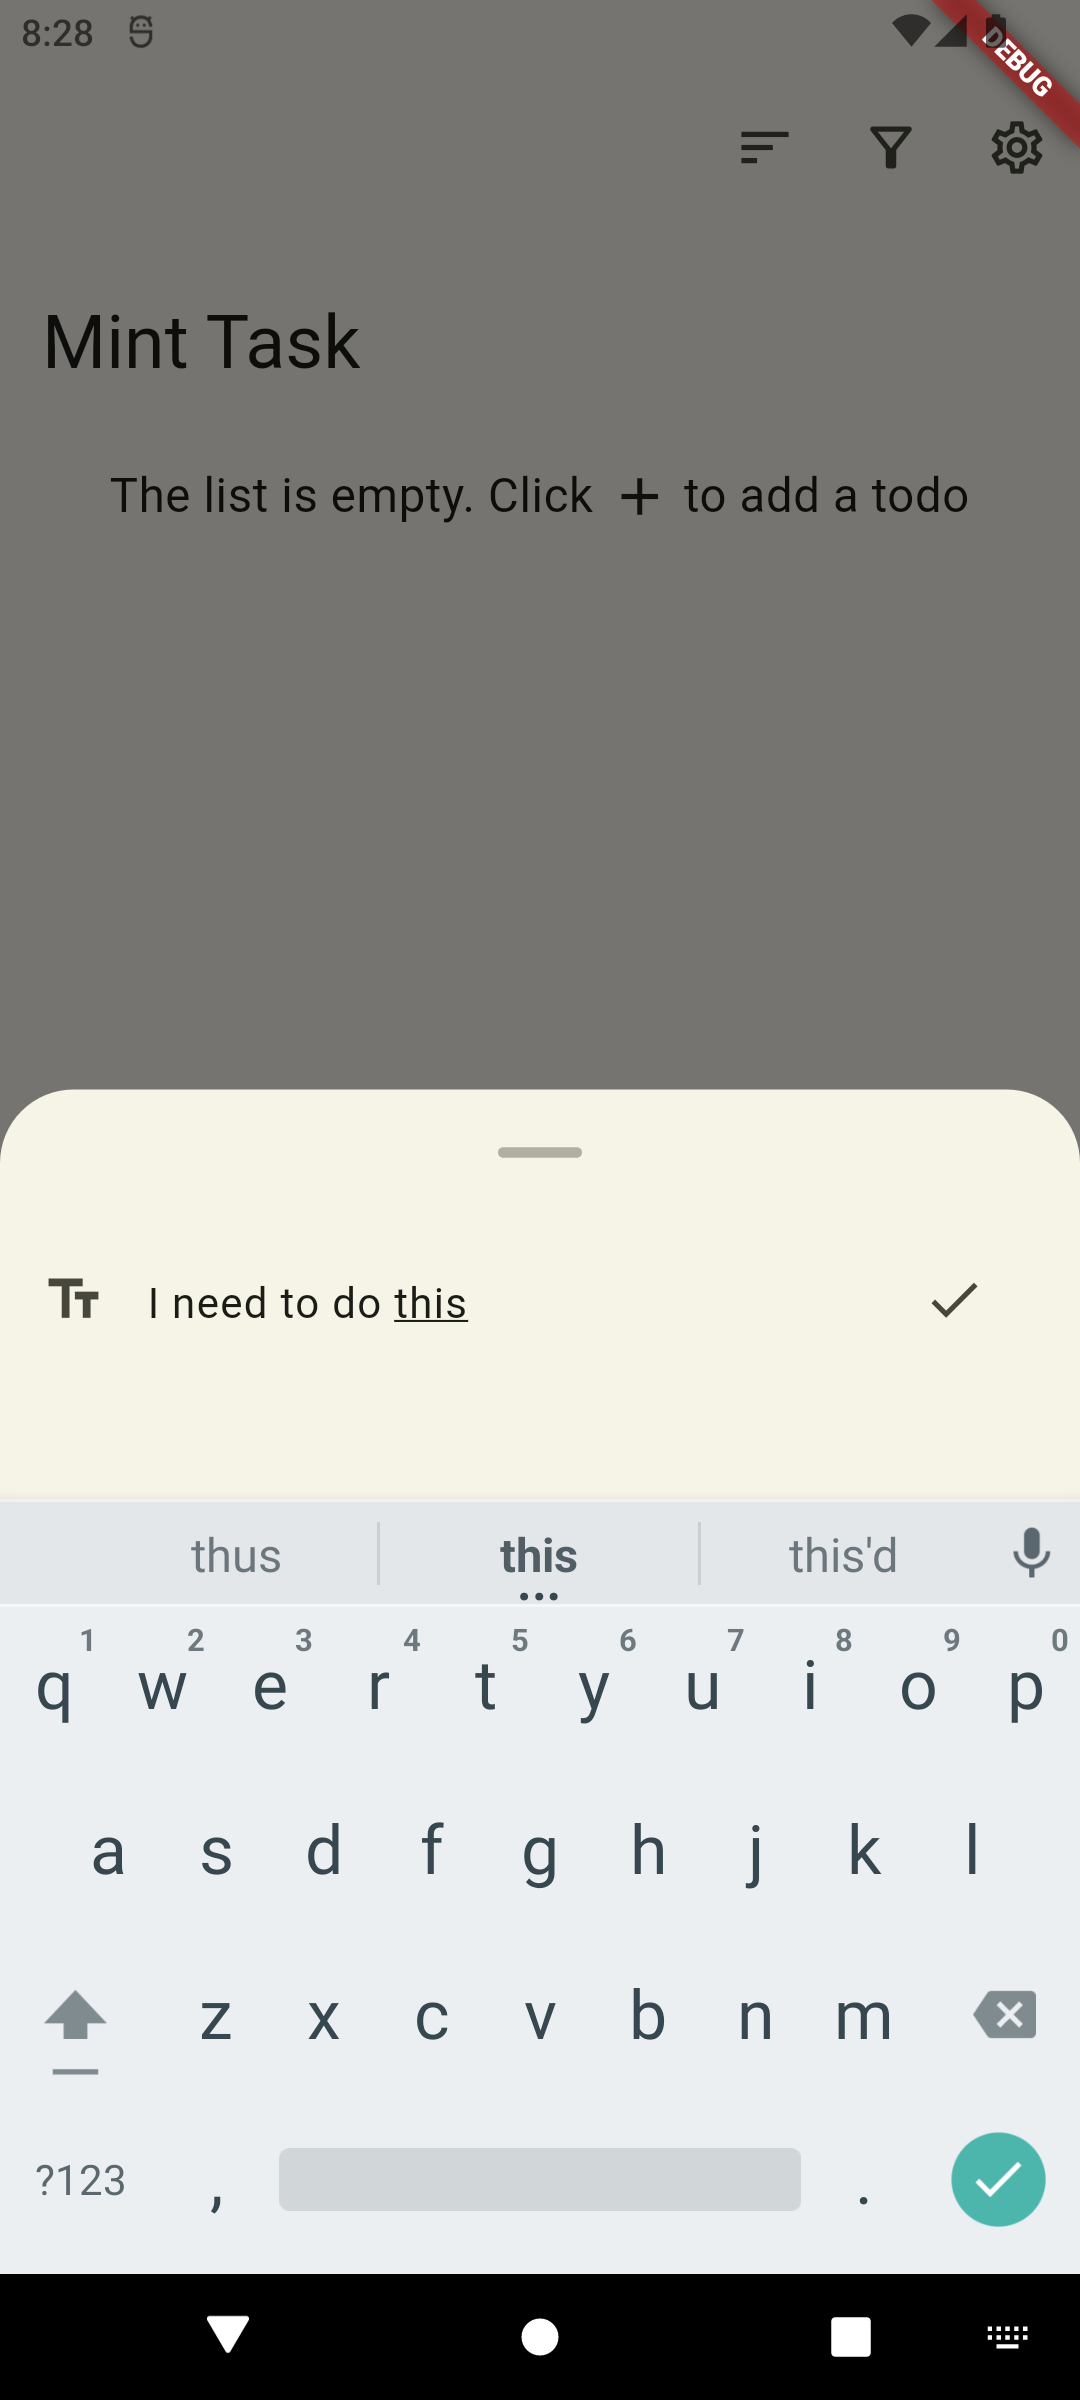 8:28
DEBUG
Mint Task
The list is empty. Click + to add a todo
I need to do this
thus this this'd
1 2 3 4 5 6 7 8 9 0
q w e r t y u i o p
a s d f g h j k l
z x c v b n m
?123 , .